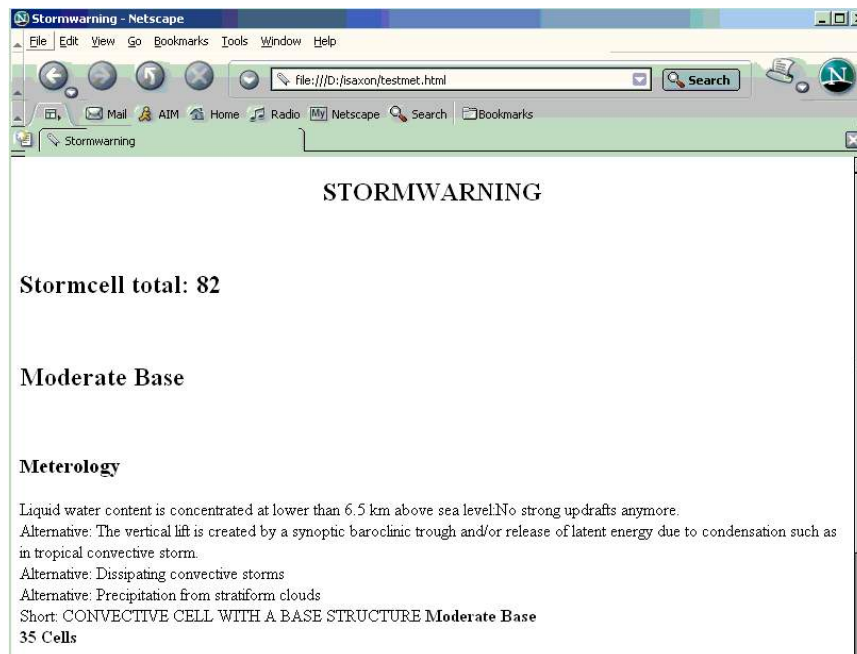 Stormwarning - Netscape
File Edit View Go Bookmarks Tools Window Help
file:///D:/isaxon/testmet.html Search N
Mail AIM Home Radio My Netscape Search Bookmarks
Stormwarning
STORMWARNING
Stormcell total: 82
Moderate Base
Meterology
Liquid water content is concentrated at lower than 6.5 km above sea level:No strong updrafts anymore.
Alternative: The vertical lift is created by a synoptic baroclinic trough and/or release of latent energy due to condensation such as
in tropical convective storm.
Alternative: Dissipating convective storms
Alternative: Precipitation from stratiform clouds
Short: CONVECTIVE CELL WITH A BASE STRUCTURE Moderate Base
35 Cells